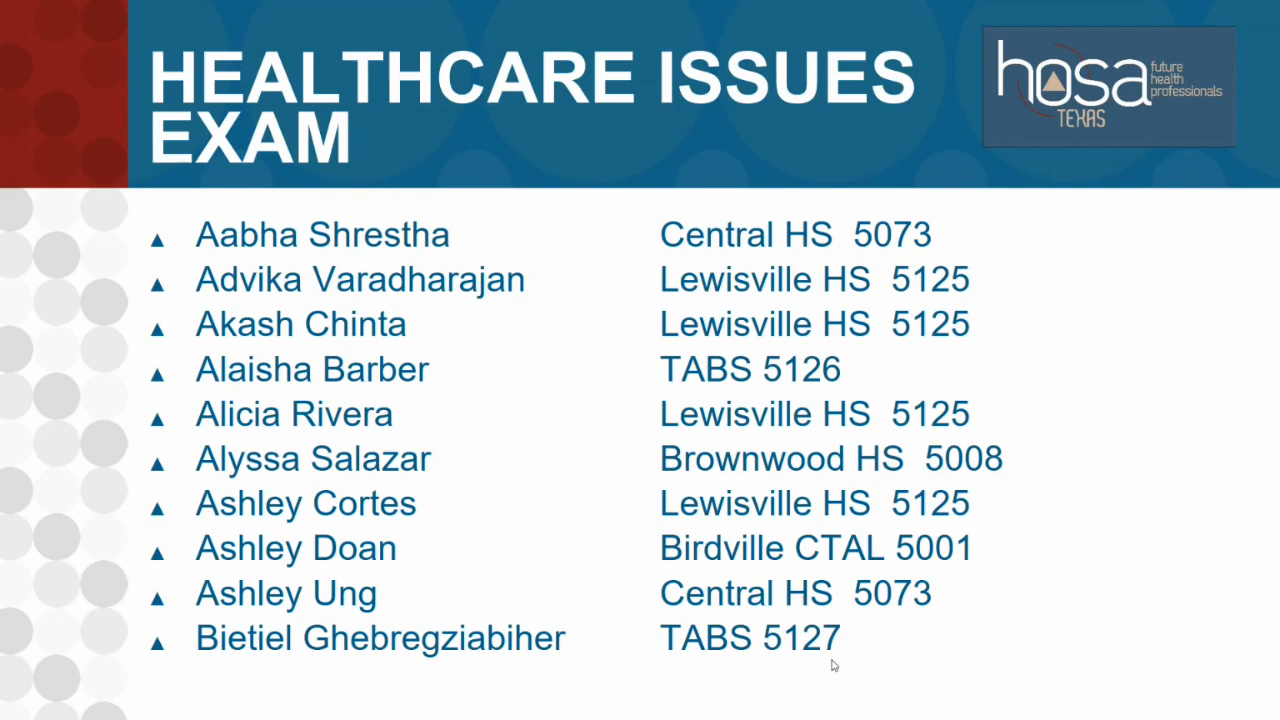 HEALTHCARE ISSUES
EXAM
hosa
future
health
professionals
TEXAS
▲ Aabha Shrestha Central HS 5073
▲ Advika Varadharajan Lewisville HS 5125
▲ Akash Chinta Lewisville HS 5125
▲ Alaisha Barber TABS 5126
▲ Alicia Rivera Lewisville HS 5125
▲ Alyssa Salazar Brownwood HS 5008
▲ Ashley Cortes Lewisville HS 5125
▲ Ashley Doan Birdville CTAL 5001
▲ Ashley Ung Central HS 5073
▲ Bietiel Ghebregziabiher TABS 5127